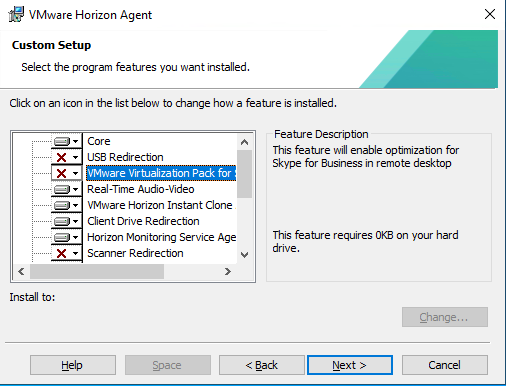 VMware Horizon Agent
Custom Setup
Select the program features you want installed.
Click on an icon in the list below to change how a feature is installed.
Core
USB Redirection
VMware Virtualization Pack for S
Real-Time Audio-Video
VMware Horizon Instant Clone
Client Drive Redirection
Horizon Monitoring Service Age
Scanner Redirection
Feature Description
This feature will enable optimization for
Skype for Business in remote desktop
This feature requires 0KB on your hard
drive.
Install to:
Change...
Help
Space
< Back
Next >
Cancel